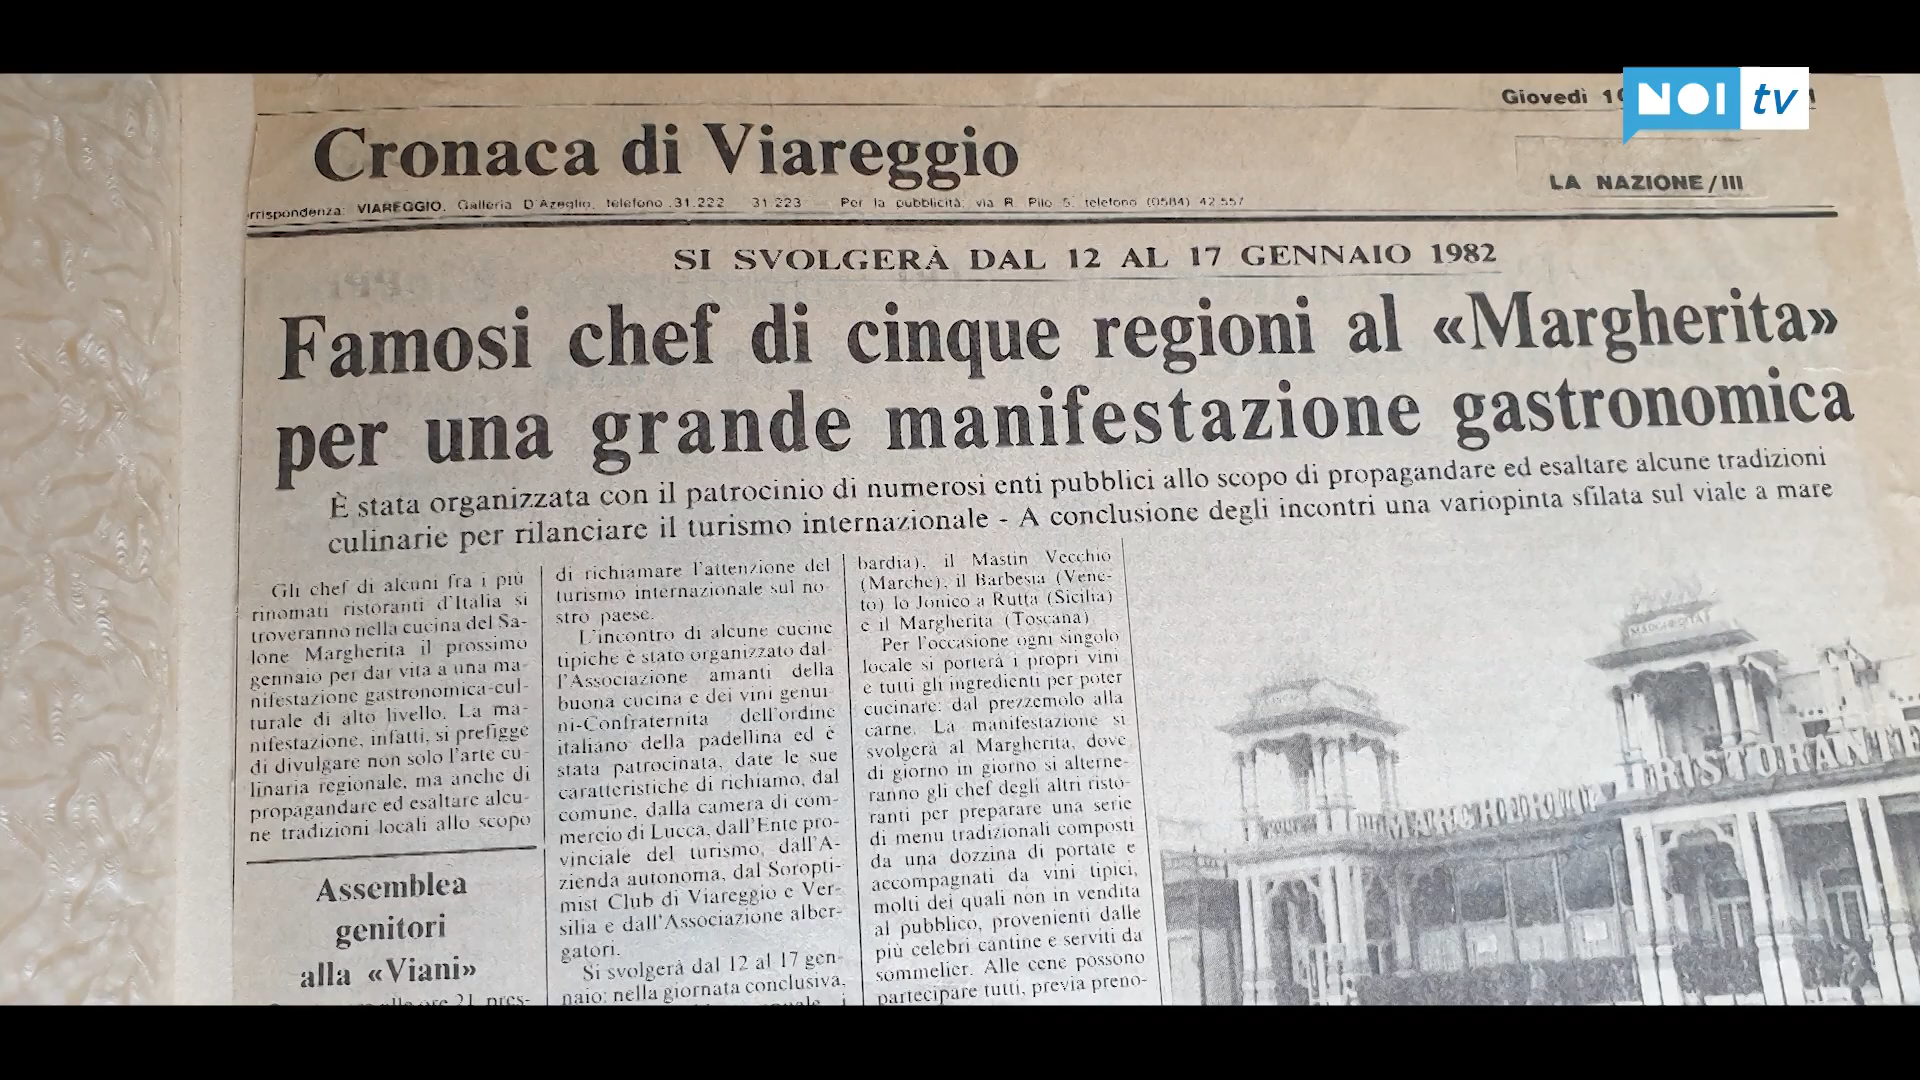 NOI tv
Giovedì
Cronaca di Viareggio
LA NAZIONE/III
rrispondenza: VIAREGGIO, Galleria D'Azeglio, telefono 31.222 31.223 Per la pubblicità: via R. Pilo 5, telefono (0584) 42.557
SI SVOLGERÀ DAL 12 AL 17 GENNAIO 1982
Famosi chef di cinque regioni al «Margherita»
per una grande manifestazione gastronomica
È stata organizzata con il patrocinio di numerosi enti pubblici allo scopo di propagandare ed esaltare alcune tradizioni
culinarie per rilanciare il turismo internazionale - A conclusione degli incontri una variopinta sfilata sul viale a mare
Gli chef di alcuni fra i più
rinomati ristoranti d'Italia si
troveranno nella cucina del Sa-
lone Margherita il prossimo
gennaio per dar vita a una ma-
nifestazione gastronomica-cul-
turale di alto livello. La ma-
nifestazione, infatti, si prefigge
di divulgare non solo l'arte cu-
linaria regionale, ma anche di
propagandare ed esaltare alcu-
ne tradizioni locali allo scopo
Assemblea
genitori
alla «Viani»
alle ore 21 pres-
di richiamare l'attenzione del
turismo internazionale sul no-
stro paese.
L'incontro di alcune cucine
tipiche è stato organizzato dal-
l'Associazione amanti della
buona cucina e dei vini genui-
ni-Confraternita dell'ordine
italiano della padellina ed è
stata patrocinata, date le sue
caratteristiche di richiamo, dal
comune, dalla camera di com-
mercio di Lucca, dall'Ente pro-
vinciale del turismo, dall'A-
zienda autonoma, dal Soropti-
mist Club di Viareggio e Ver-
silia e dall'Associazione alber-
gatori.
Si svolgerà dal 12 al 17 gen-
naio: nella giornata conclusiva,
bardia), il Mastin Vecchio
(Marche), il Barbesia (Vene-
to) lo Jonico a Rutta (Sicilia)
e il Margherita (Toscana)
Per l'occasione ogni singolo
locale si porterà i propri vini
e tutti gli ingredienti per poter
cucinare: dal prezzemolo alla
carne. La manifestazione si
svolgerà al Margherita, dove
di giorno in giorno si alterne-
ranno gli chef degli altri risto-
ranti per preparare una serie
di menu tradizionali composti
da una dozzina di portate e
accompagnati da vini tipici,
molti dei quali non in vendita
al pubblico, provenienti dalle
più celebri cantine e serviti da
sommelier. Alle cene possono
partecipare tutti, previa preno-
MARGHERITA
MARGHERITA RISTORANTE